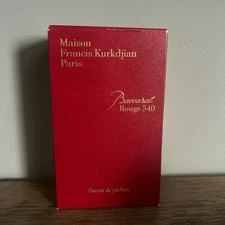 Maison
Francis Kurkdjian
Paris
Baccarat
Rouge 540
Extrait de parfum